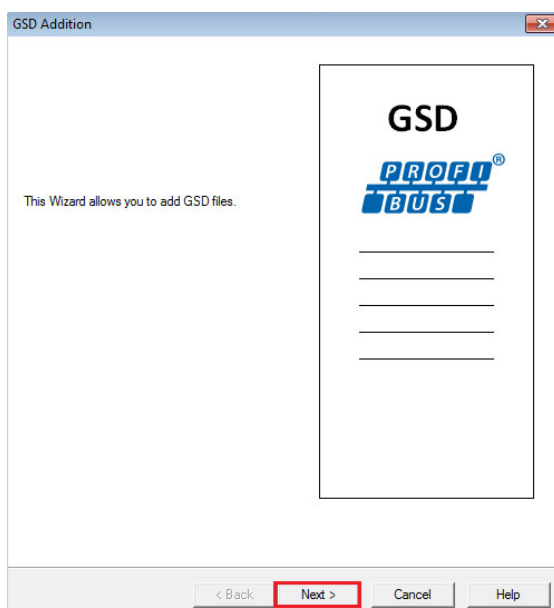 GSD Addition
GSD
PROFI®
BUS
This Wizard allows you to add GSD files.
< Back Next > Cancel Help